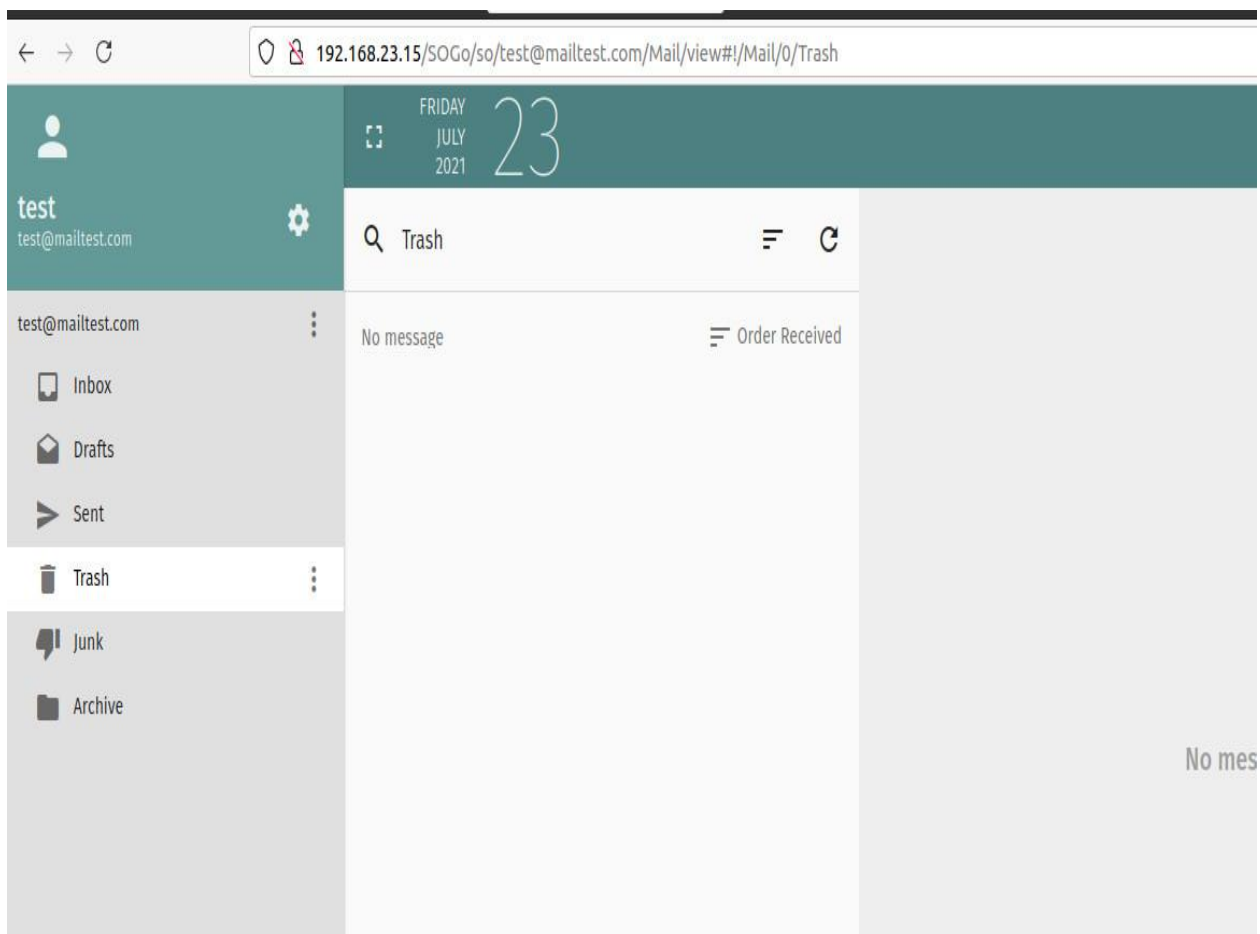 192.168.23.15/SOGo/so/test@mailtest.com/Mail/view#!/Mail/0/Trash
FRIDAY
JULY
2021
23
test
test@mailtest.com
Trash
test@mailtest.com
No message
Order Received
Inbox
Drafts
Sent
Trash
Junk
Archive
No mes